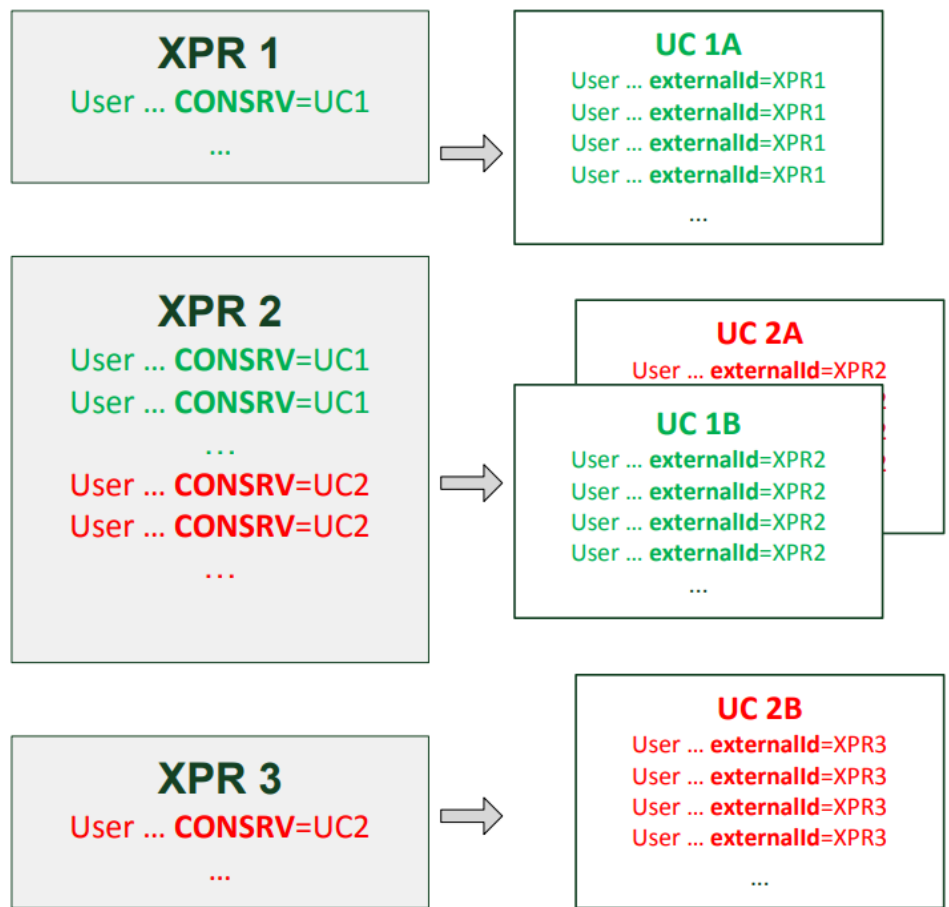 XPR 1
User ... CONSRV=UC1
...
UC 1A
User ... externalId=XPR1
User ... externalId=XPR1
User ... externalId=XPR1
User ... externalId=XPR1
...
XPR 2
User ... CONSRV=UC1
User ... CONSRV=UC1
...
User ... CONSRV=UC2
User ... CONSRV=UC2
...
UC 2A
User ... externalId=XPR2
2
2
2
UC 1B
User ... externalId=XPR2
User ... externalId=XPR2
User ... externalId=XPR2
User ... externalId=XPR2
...
XPR 3
User ... CONSRV=UC2
...
UC 2B
User ... externalId=XPR3
User ... externalId=XPR3
User ... externalId=XPR3
User ... externalId=XPR3
...